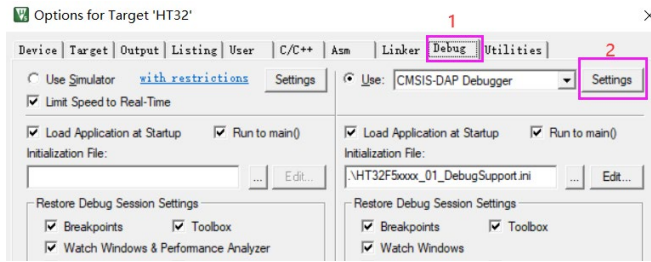 Options for Target 'HT32'
1
Device Target Output Listing User C/C++ Asm Linker Debug Utilities
2
Use Simulator with restrictions Settings Use: CMSIS-DAP Debugger Settings
Limit Speed to Real-Time
Load Application at Startup Run to main() Load Application at Startup Run to main()
Initialization File: Initialization File:
... Edit... .\HT32F5xxxx_01_DebugSupport.ini ... Edit...
Restore Debug Session Settings Restore Debug Session Settings
Breakpoints Toolbox Breakpoints Toolbox
Watch Windows & Performance Analyzer Watch Windows